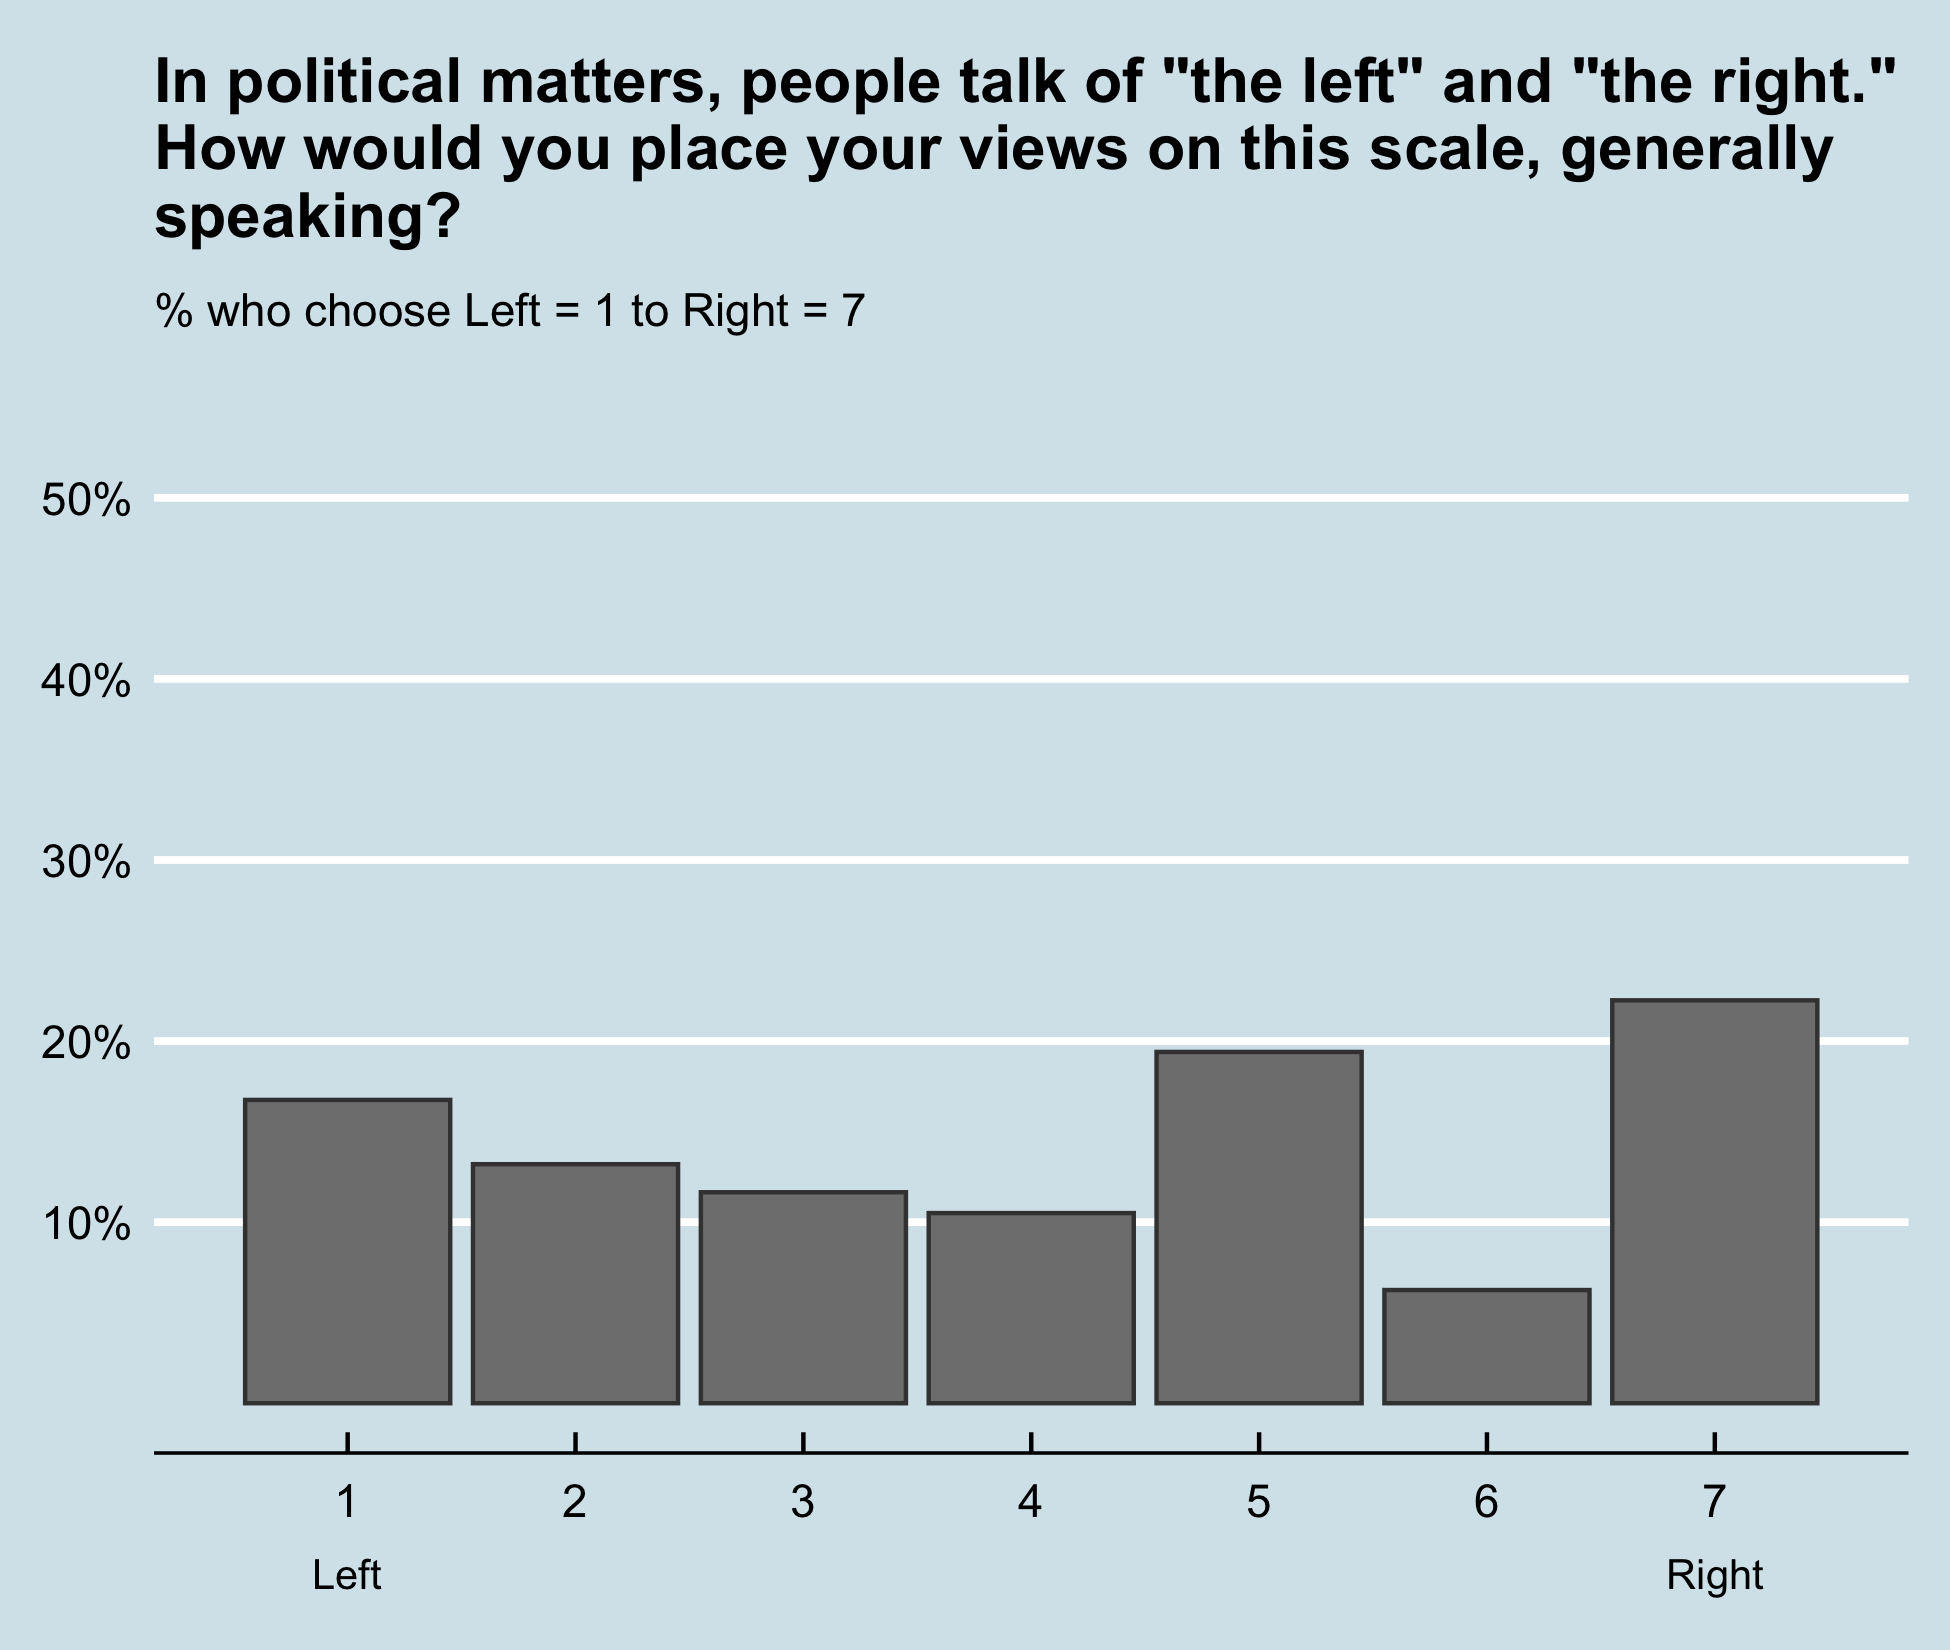 In political matters, people talk of "the left" and "the right."
How would you place your views on this scale, generally
speaking?
% who choose Left = 1 to Right = 7
50%
40%
30%
20%
10%
1 2 3 4 5 6 7
Left Right